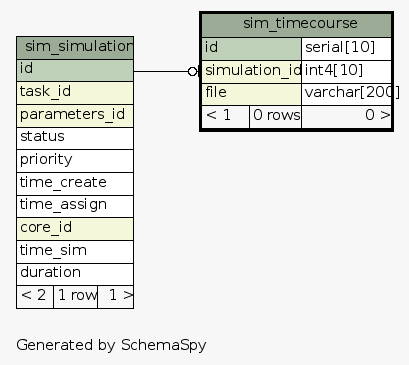 sim_simulation
id
task_id
parameters_id
status
priority
time_create
time_assign
core_id
time_sim
duration
< 2 1 row 1 >
sim_timecourse
id serial[10]
simulation_id int4[10]
file varchar[200]
< 1 0 rows 0 >
Generated by SchemaSpy